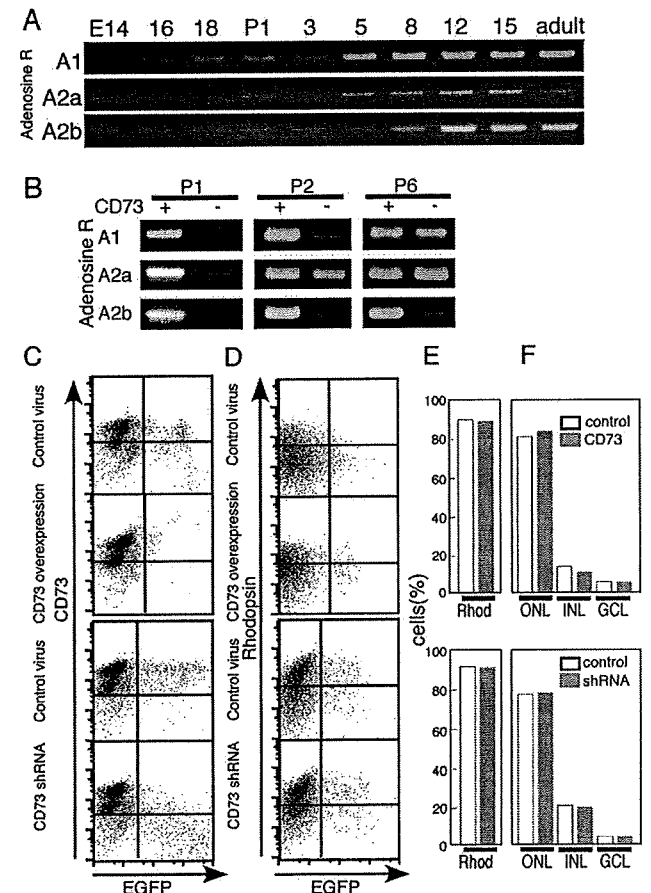 A
E14 16 18 P1 3 5 8 12 15 adult
Adenosine R
A1
A2a
A2b
B
P1 P2 P6
CD73 + - + - + -
Adenosine R
A1
A2a
A2b
C D E F
Control virus
CD73 overexpression
Control virus
CD73 shRNA
CD73
EGFP
Control virus
CD73 overexpression
Control virus
CD73 shRNA
Rhodopsin
EGFP
cells(%)
100
80
60
40
20
0
Rhod
control
CD73
ONL INL GCL
100
80
60
40
20
0
Rhod
control
shRNA
ONL INL GCL